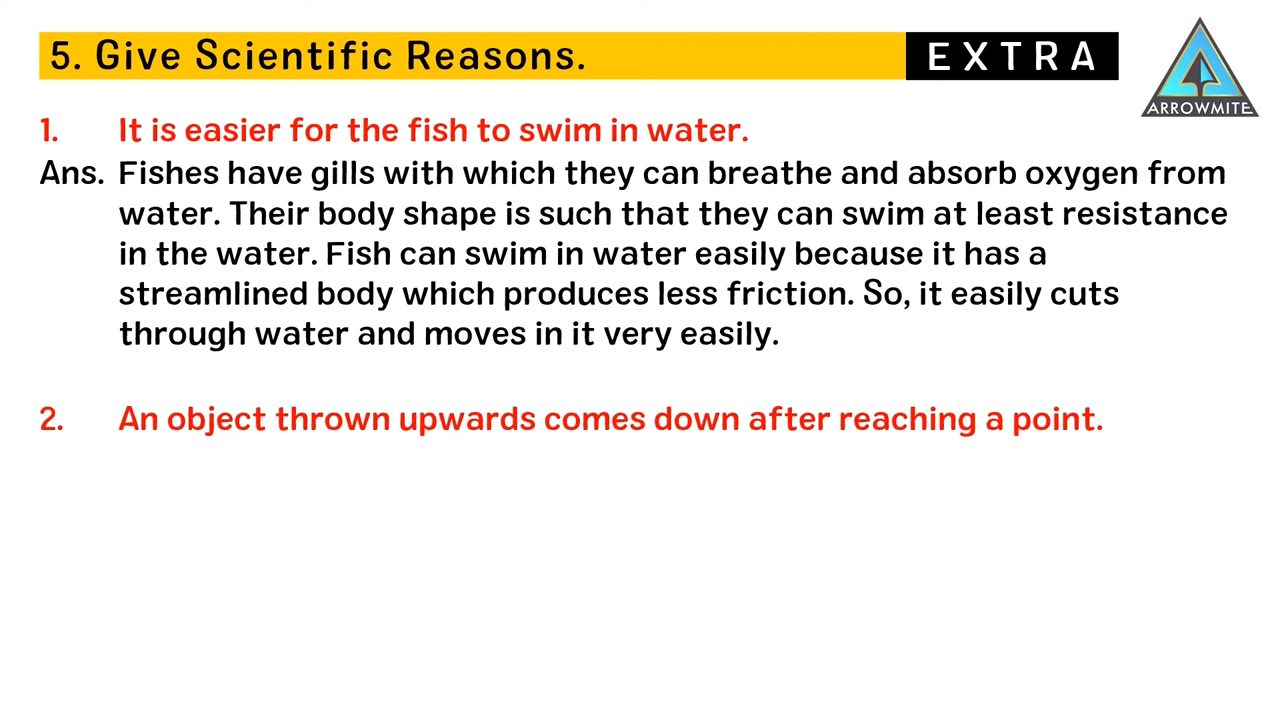 5. Give Scientific Reasons.
EXTRA
ARROWMITE
1. It is easier for the fish to swim in water.
Ans. Fishes have gills with which they can breathe and absorb oxygen from
water. Their body shape is such that they can swim at least resistance
in the water. Fish can swim in water easily because it has a
streamlined body which produces less friction. So, it easily cuts
through water and moves in it very easily.
2. An object thrown upwards comes down after reaching a point.